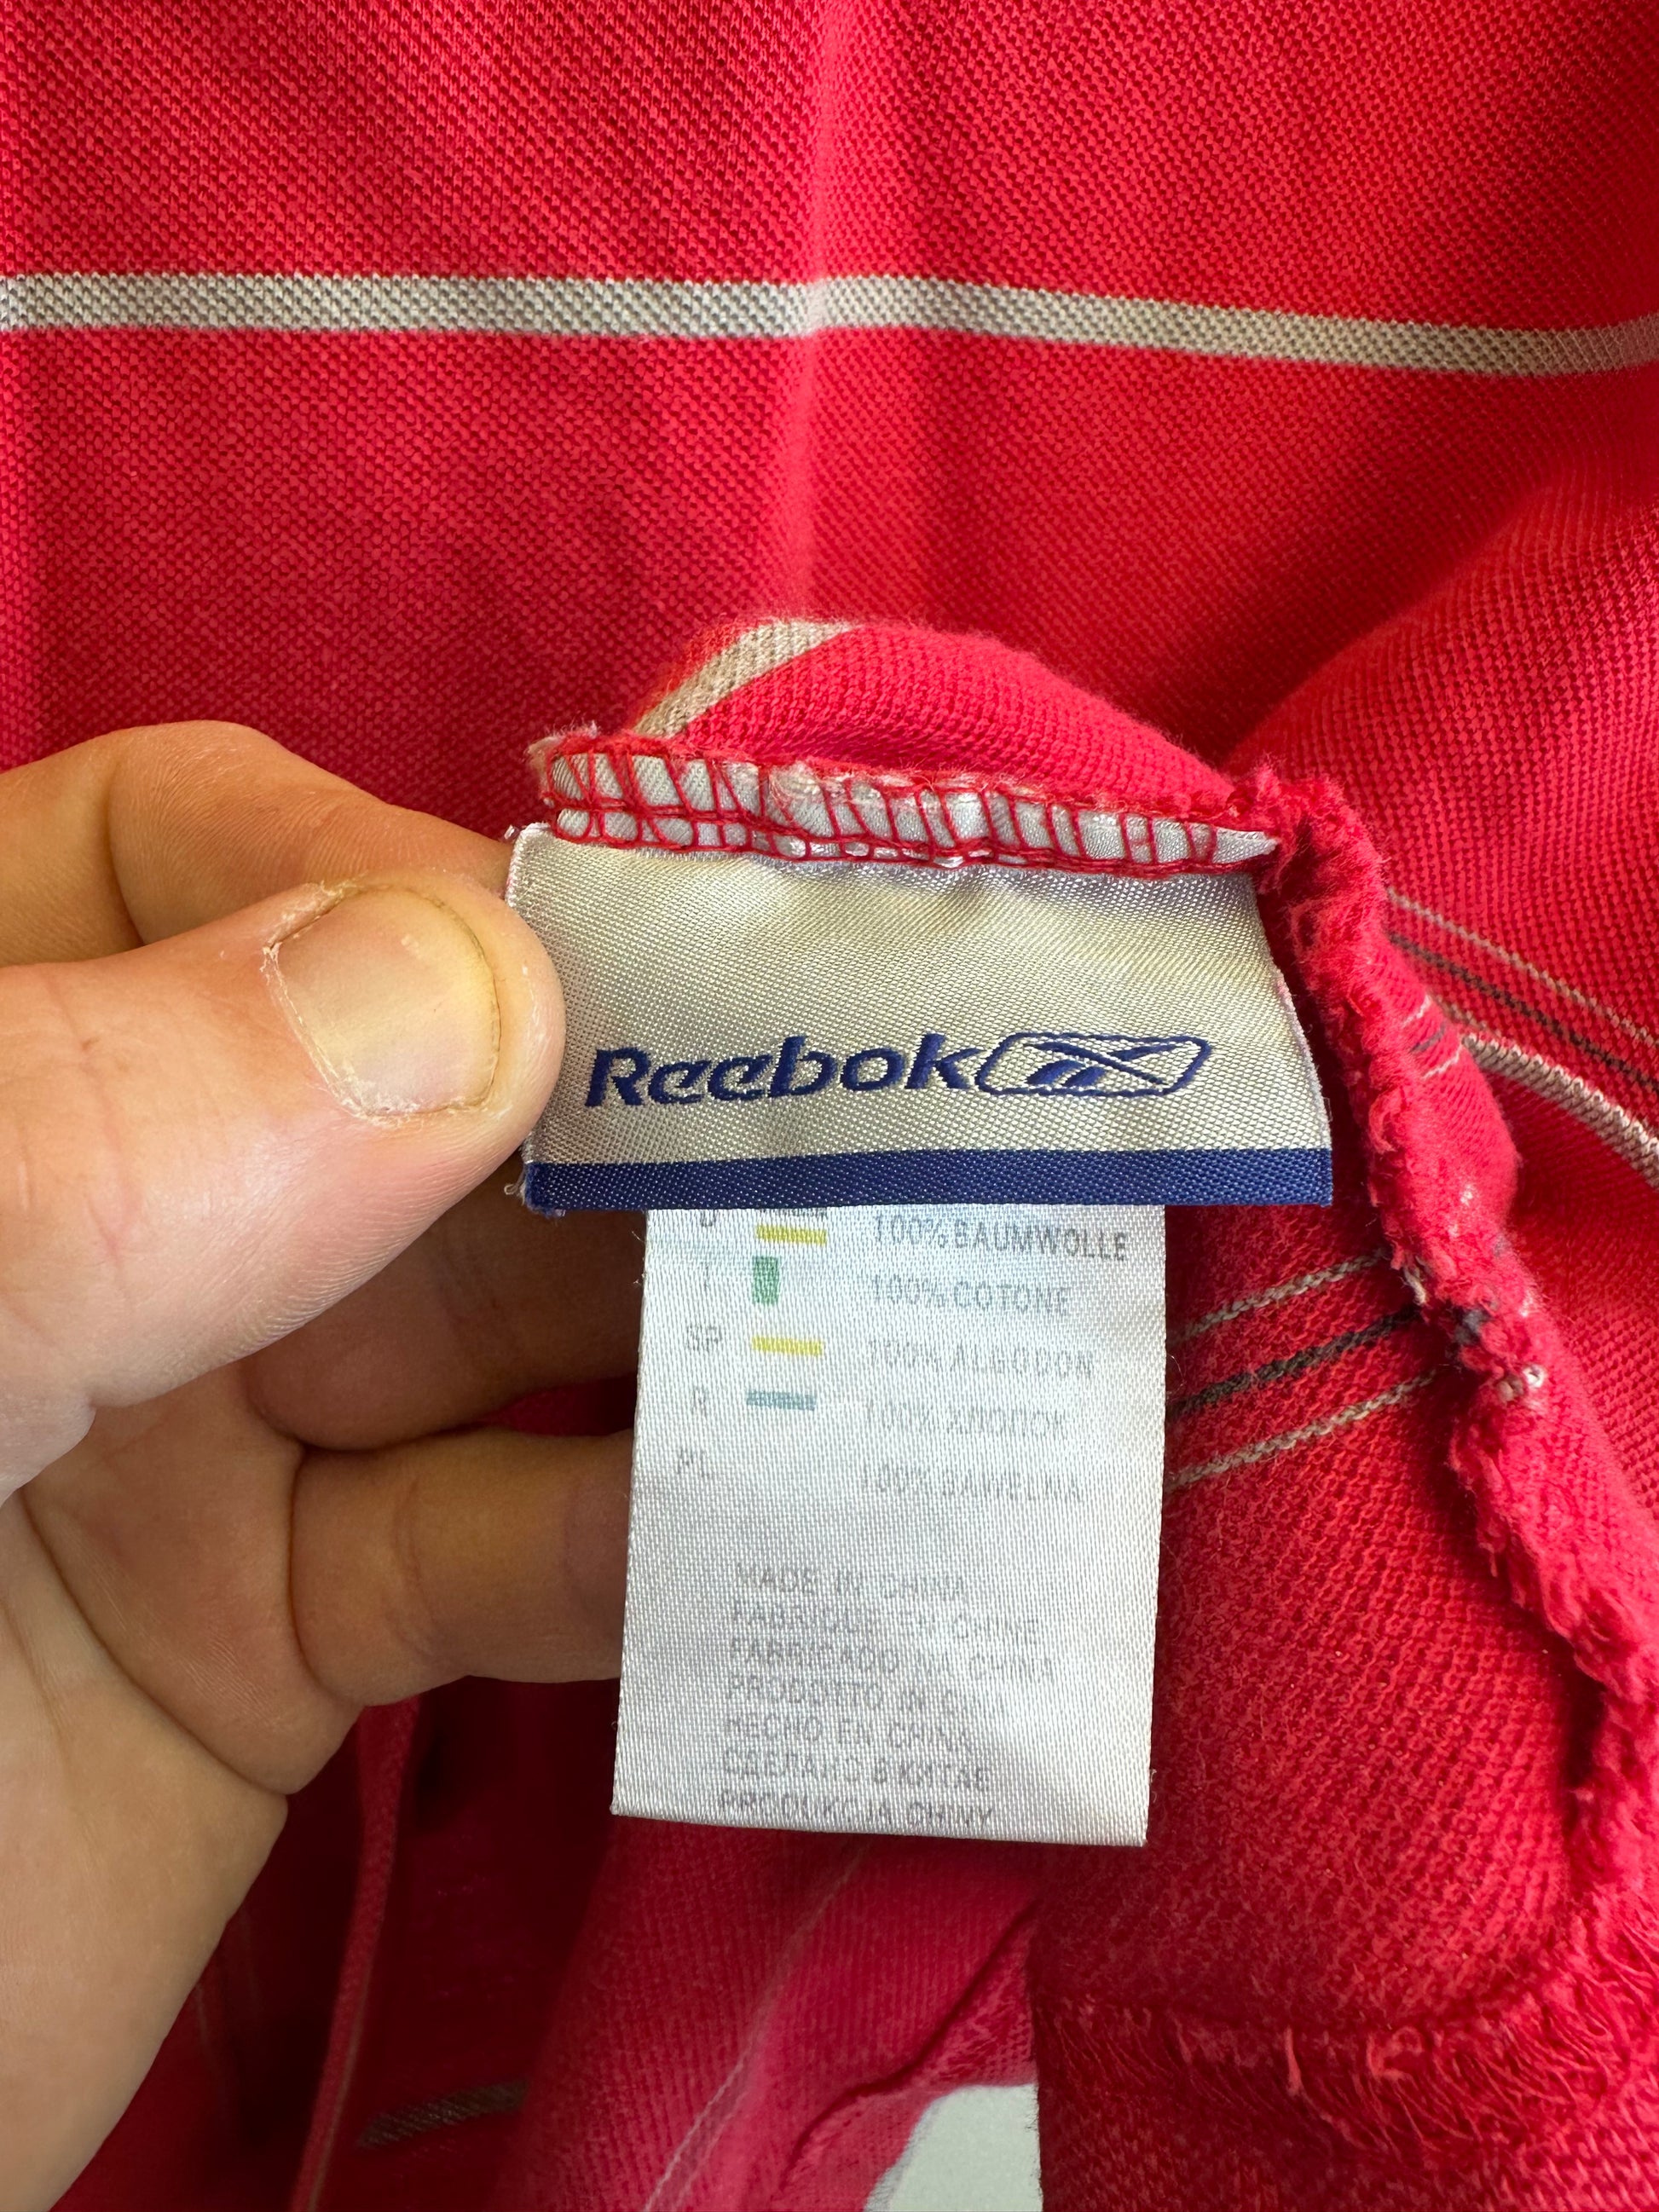 Reebok
100% BAUMWOLLE
T 100% COTONE
SP 100% ALGODON
R 100% ХЛОПОК
PL 100% BAWELNA
MADE IN CHINA
FABRIQUE EN CHINE
FABRICADO NA CHINA
PRODOTTO IN CINA
HECHO EN CHINA
СДЕЛАНО В КИТАЕ
PRODUKCJA CHINY